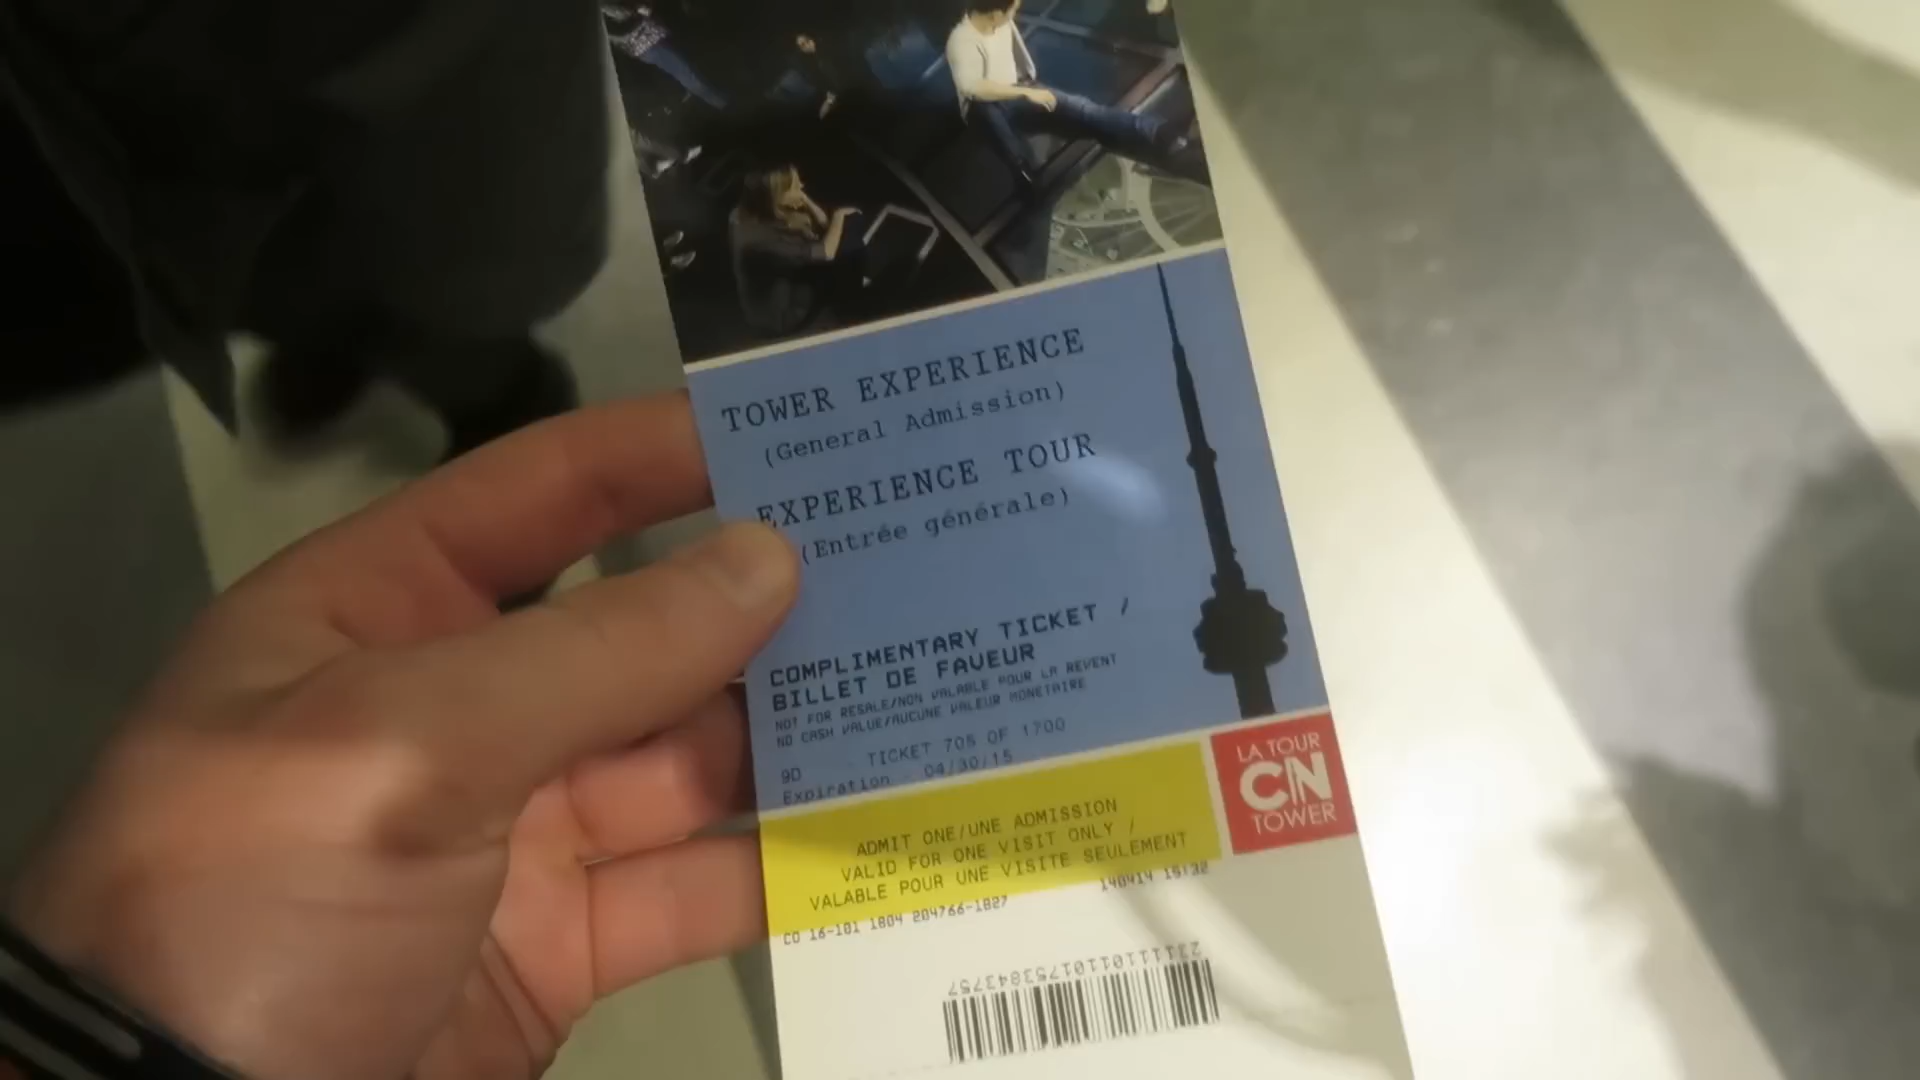 TOWER EXPERIENCE
(General Admission)
EXPERIENCE TOUR
(Entrée générale)
COMPLIMENTARY TICKET /
BILLET DE FAVEUR
NOT FOR RESALE/NON VALABLE POUR LA REVENT
NO CASH VALUE/AUCUNE VALEUR MONETAIRE
TICKET 705 OF 1700
9D
Expiration - 04/30/15
ADMIT ONE/UNE ADMISSION
VALID FOR ONE VISIT ONLY /
VALABLE POUR UNE VISITE SEULEMENT
LA TOUR
CN
TOWER
140414 15:32
CO 16-101 1804 204766-1827